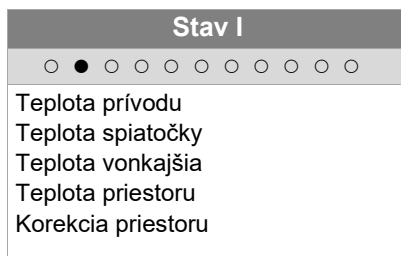 Stav I
Teplota prívodu
Teplota spiatočky
Teplota vonkajšia
Teplota priestoru
Korekcia priestoru